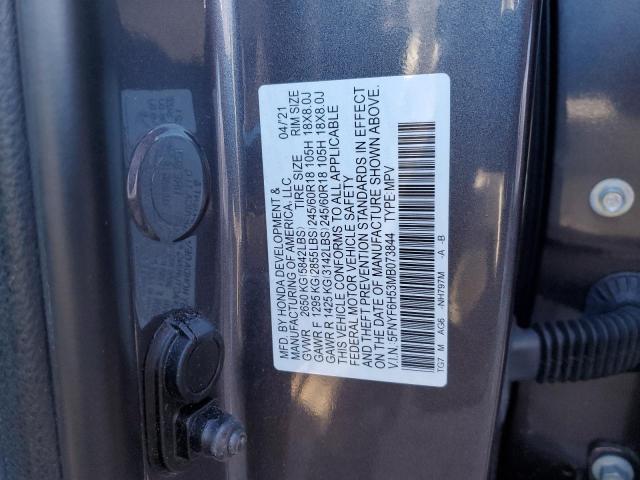 MFD. BY HONDA DEVELOPMENT &
MANUFACTURING OF AMERICA, LLC 04/21
GVWR 2650 KG(5842LBS) TIRE SIZE RIM SIZE
GAWR F 1295 KG(2855LBS)245/60R18 105H 18X8.0J
GAWR R 1425 KG(3142LBS)245/60R18 105H 18X8.0J
THIS VEHICLE CONFORMS TO ALL APPLICABLE
FEDERAL MOTOR VEHICLE SAFETY
AND THEFT PREVENTION STANDARDS IN EFFECT
ON THE DATE OF MANUFACTURE SHOWN ABOVE.
V.I.N.: 5FNYF6H53MB073844 TYPE: MPV
TG7 M AG6 -NH797M -A -B